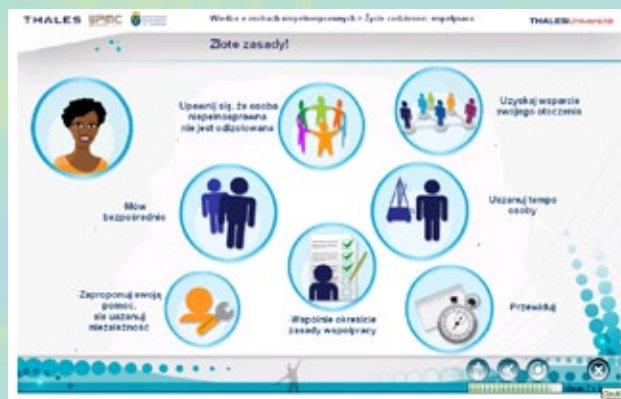 THALES UPMC
Wiedza o osobach niepełnosprawnych > Życie codzienne: współpraca
THALES Université
Złote zasady!
Upewnij się, że osoba
niepełnosprawna
nie jest odizolowana
Uzyskaj wsparcie
swojego otoczenia
Mów
bezpośrednio
Uszanuj tempo
osoby
Zaproponuj swoją
pomoc,
ale uszanuj
niezależność
Wspólnie określcie
zasady współpracy
Przewiduj